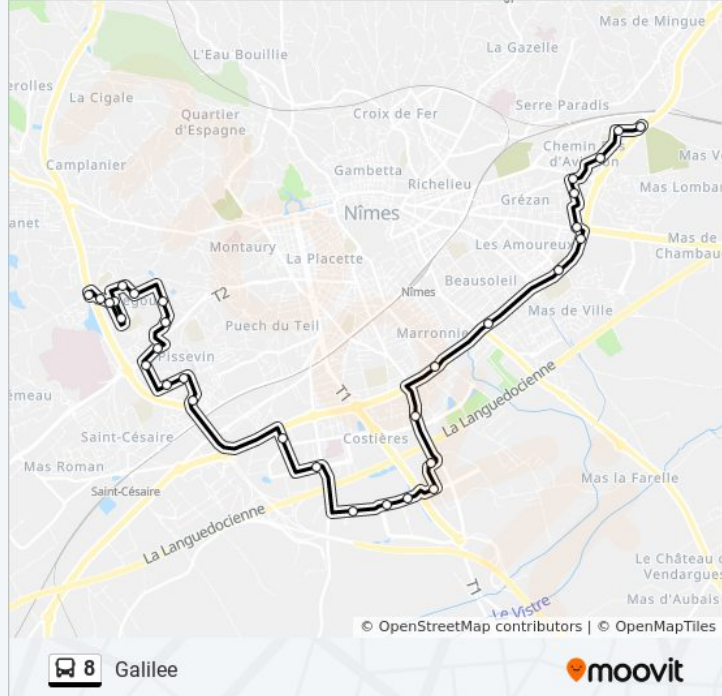 Mas de Mingue
La Gazelle
L'Eau Bouillie
erolles
La Cigale
Serre Paradis
Quartier
d'Espagne
Croix de Fer
Chemin
d'Avignon
Camplanier
Gambetta
Richelieu
Mas Lombar
Grézan
anet
Nîmes
Les Amoureux
Mas de
Chambau
Montaury
La Placette
Beausoleil
T2
Nîmes
Mas de Ville
Puech du Teil
Marronnie
Pissevin
émeau
T1
La Languedocienne
Saint-Césaire
Costières
Mas Roman
Mas la Farelle
Saint-Césaire
La Languedocienne
Le Château d
Vendargues
T1
Mas d'Aubais
Le Vistre
© OpenStreetMap contributors | © OpenMapTiles
8 Galilee
moovit